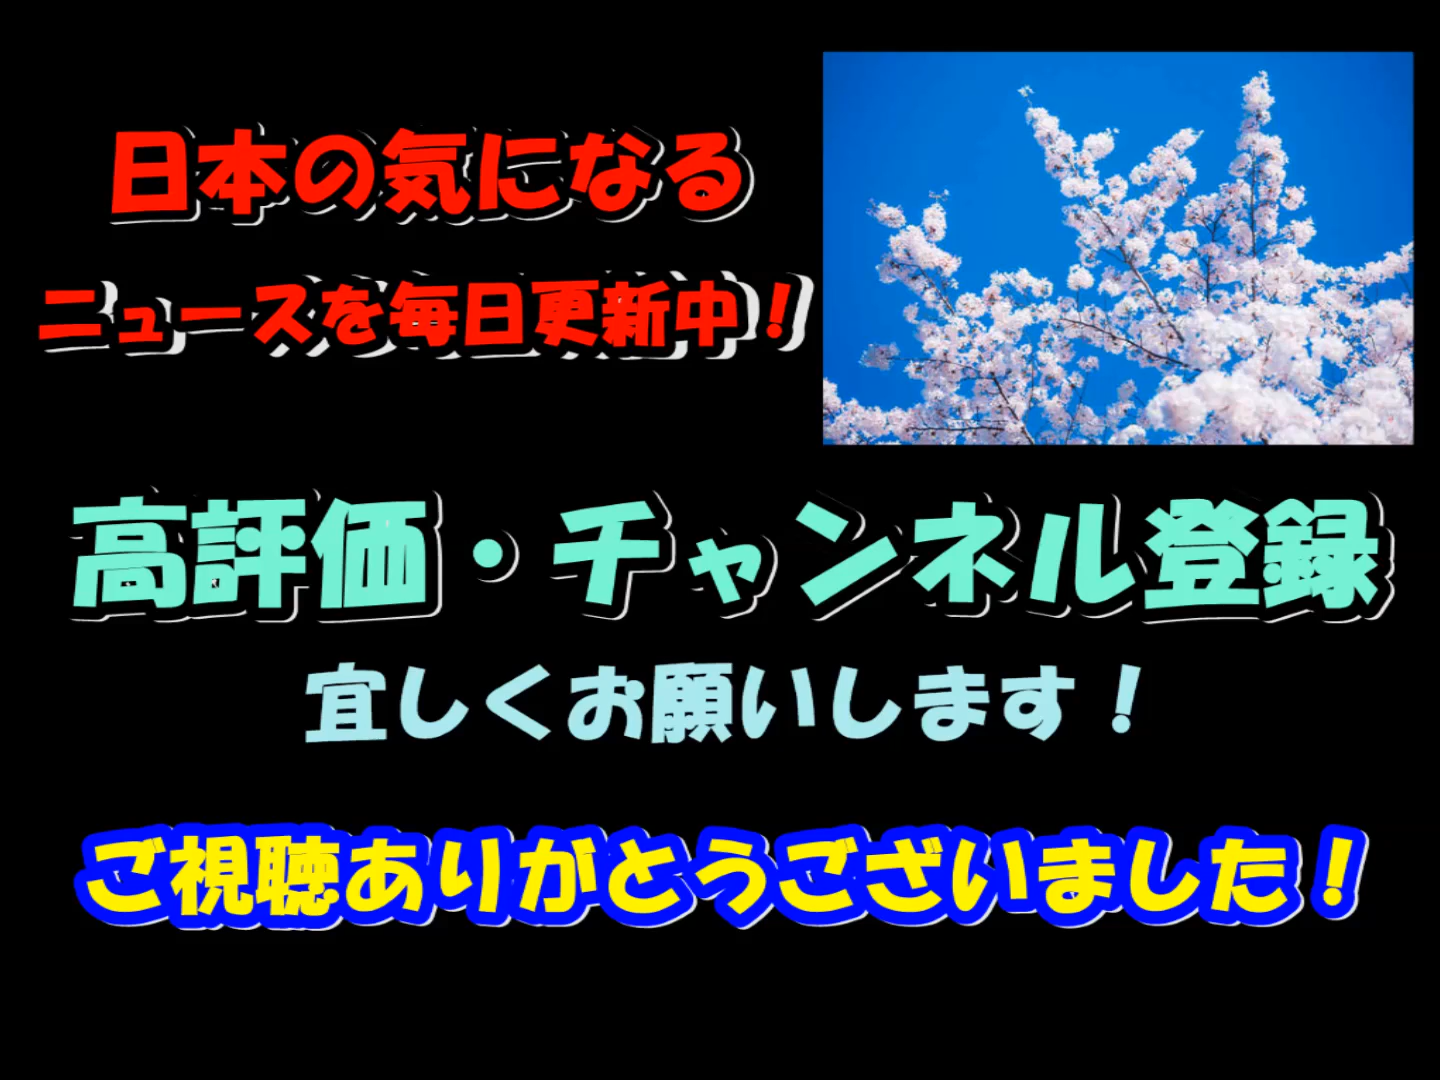 日本の気になる
ニュースを毎日更新中！
高評価・チャンネル登録
宜しくお願いします！
ご視聴ありがとうございました！